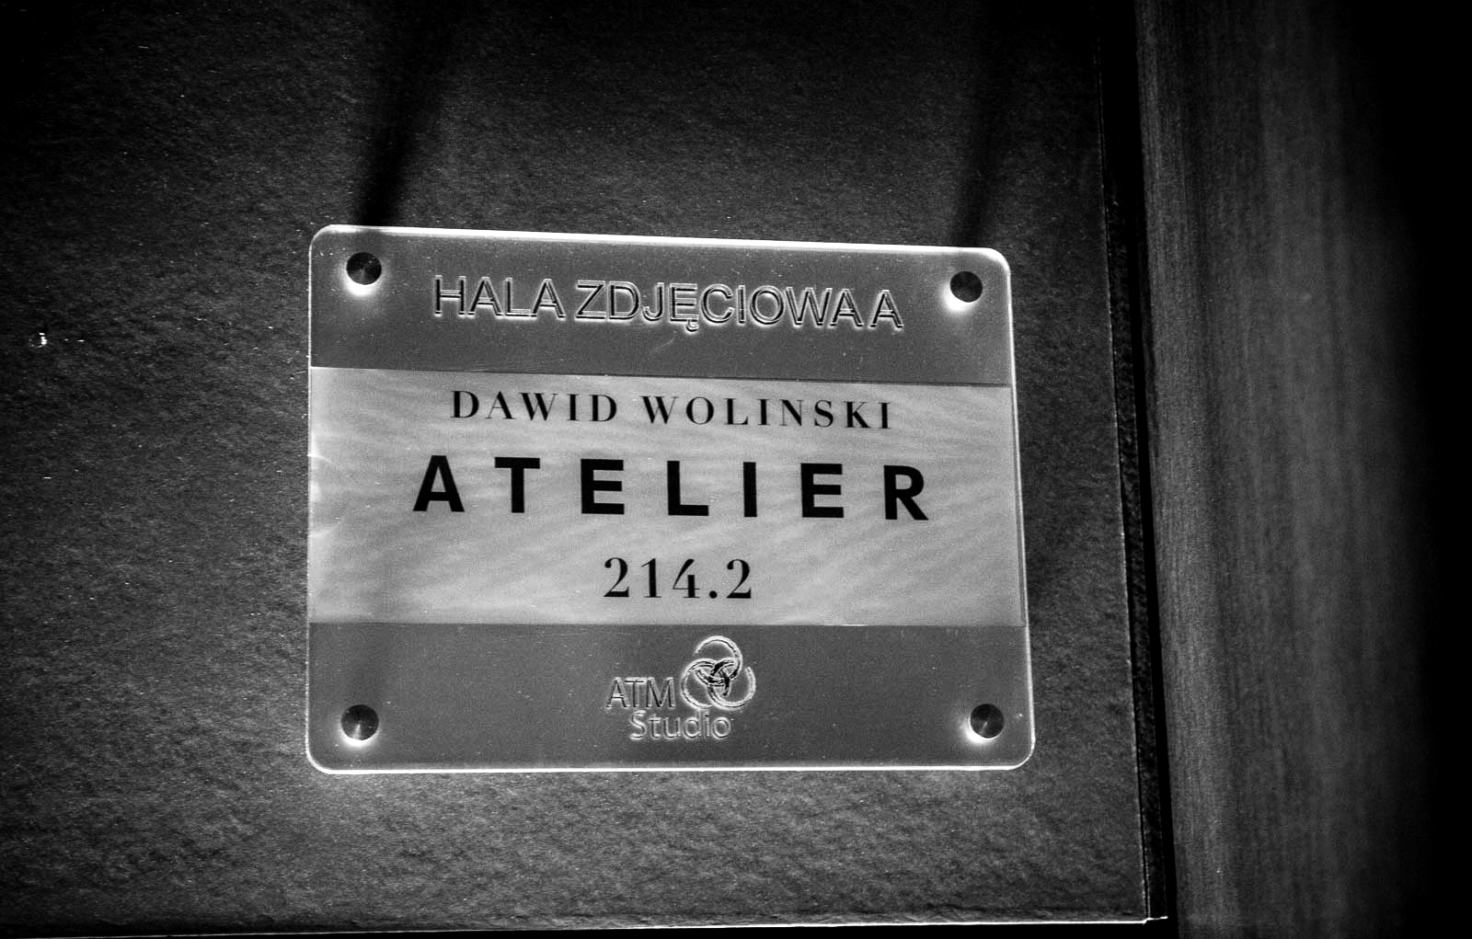 HALA ZDJĘCIOWA A
DAWID WOLINSKI
ATELIER
214.2
ATM
Studio